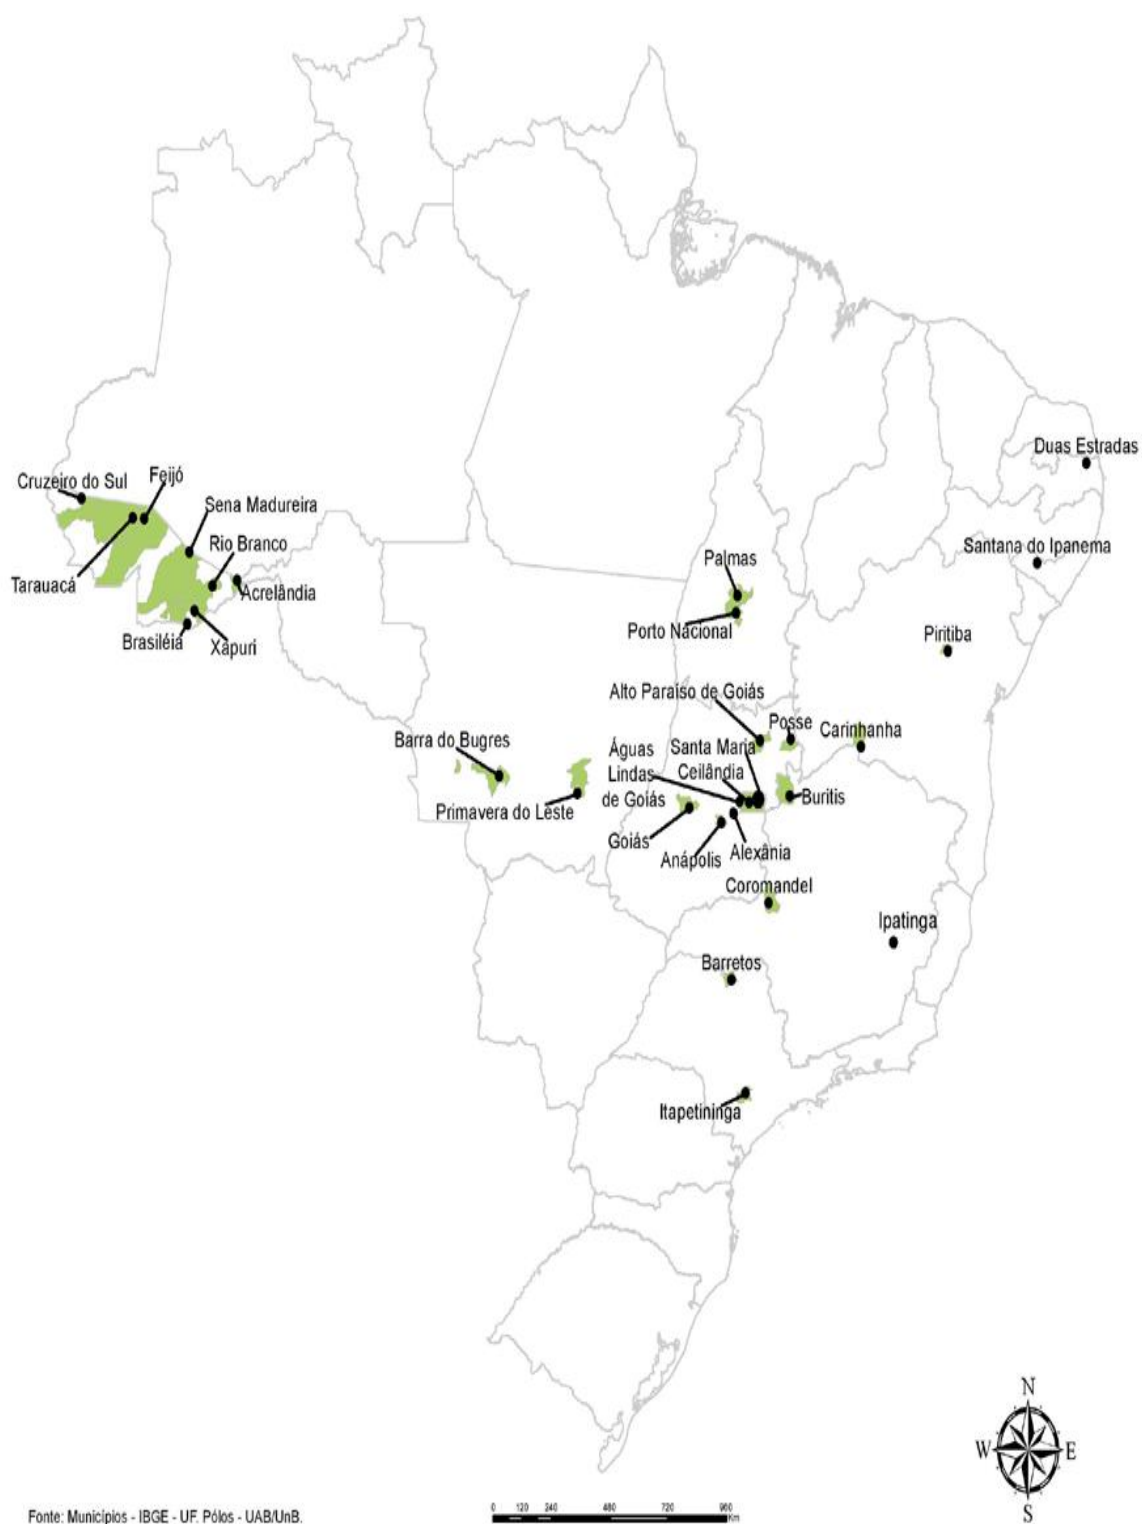 Duas Estradas
Cruzeiro do Sul
Feijó
Sena Madureira
Rio Branco
Santana do Ipanema
Palmas
Tarauacá
Acrelândia
Porto Nacional
Piritiba
Brasiléia
Xapuri
Alto Paraíso de Goiás
Posse
Carinhanha
Barra do Bugres
Águas
Lindas
de Goiás
Santa Maria
Ceilândia
Buritis
Primavera do Leste
Goiás
Anápolis
Alexânia
Coromandel
Ipatinga
Barretos
Itapetininga
N
W
E
S
0 120 240 480 720 960
Km
Fonte: Municípios - IBGE - UF. Pólos - UAB/UnB.